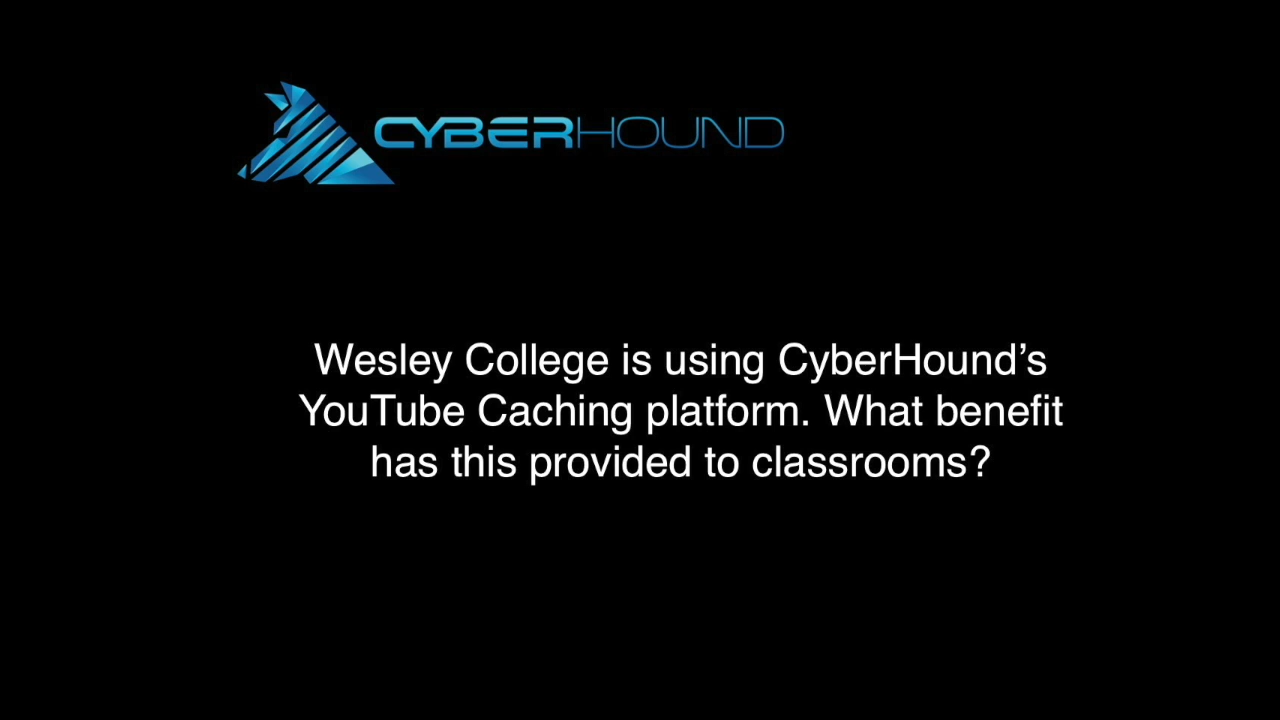 CYBERHOUND
Wesley College is using CyberHound’s
YouTube Caching platform. What benefit
has this provided to classrooms?